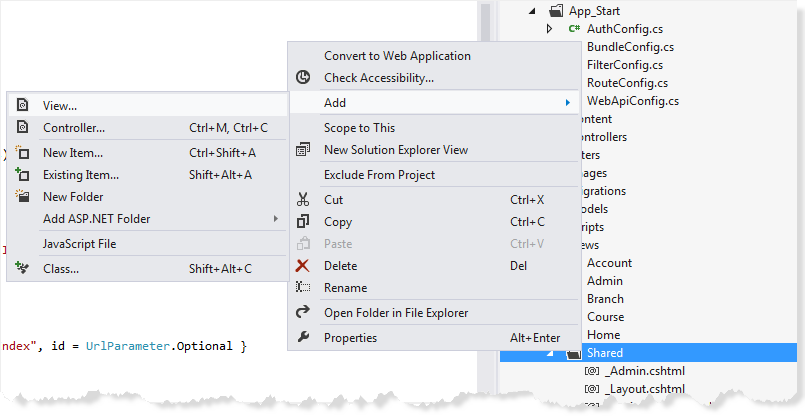 View...
Controller... Ctrl+M, Ctrl+C
New Item... Ctrl+Shift+A
Existing Item... Shift+Alt+A
New Folder
Add ASP.NET Folder
JavaScript File
Class... Shift+Alt+C
Convert to Web Application
Check Accessibility...
Add
Scope to This
New Solution Explorer View
Exclude From Project
Cut Ctrl+X
Copy Ctrl+C
Paste Ctrl+V
Delete Del
Rename
Open Folder in File Explorer
Properties Alt+Enter
)
ndex", id = UrlParameter.Optional }
App_Start
C# AuthConfig.cs
BundleConfig.cs
FilterConfig.cs
RouteConfig.cs
WebApiConfig.cs
ontent
ontrollers
ters
ages
igrations
odels
ripts
ews
Account
Admin
Branch
Course
Home
Shared
[@] _Admin.cshtml
[@] _Layout.cshtml